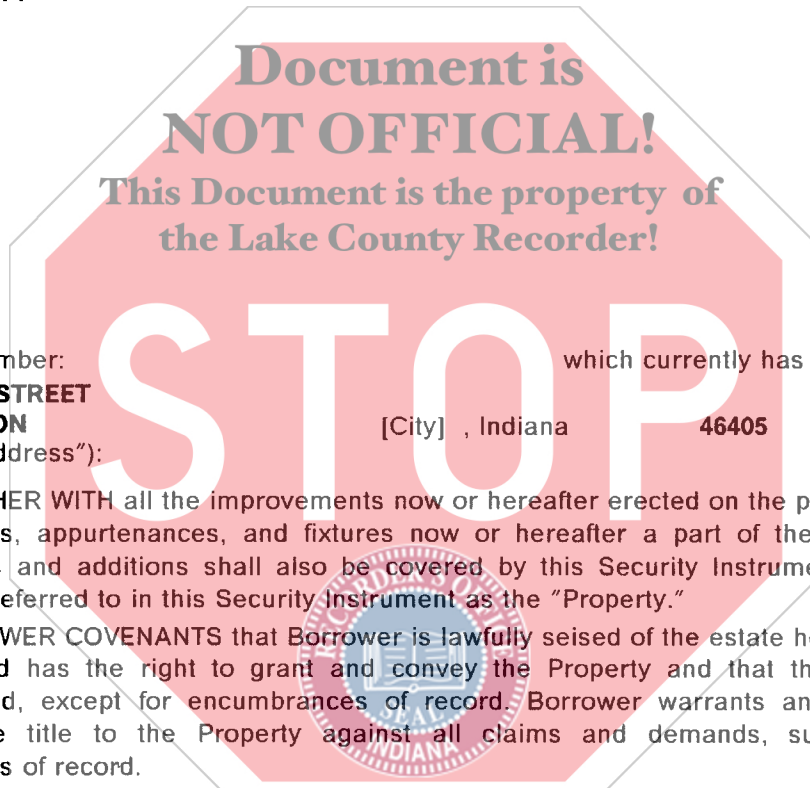 Document is
NOT OFFICIAL!
This Document is the property of
the Lake County Recorder!
STOP
mber: which currently has
STREET
ON [City] , Indiana 46405
ddress"):
HER WITH all the improvements now or hereafter erected on the p
s, appurtenances, and fixtures now or hereafter a part of the
and additions shall also be covered by this Security Instrume
eferred to in this Security Instrument as the "Property."
WER COVENANTS that Borrower is lawfully seised of the estate h
d has the right to grant and convey the Property and that th
d, except for encumbrances of record. Borrower warrants an
e title to the Property against all claims and demands, su
s of record.
RECORDER'S OFFICE
SEAL
INDIANA